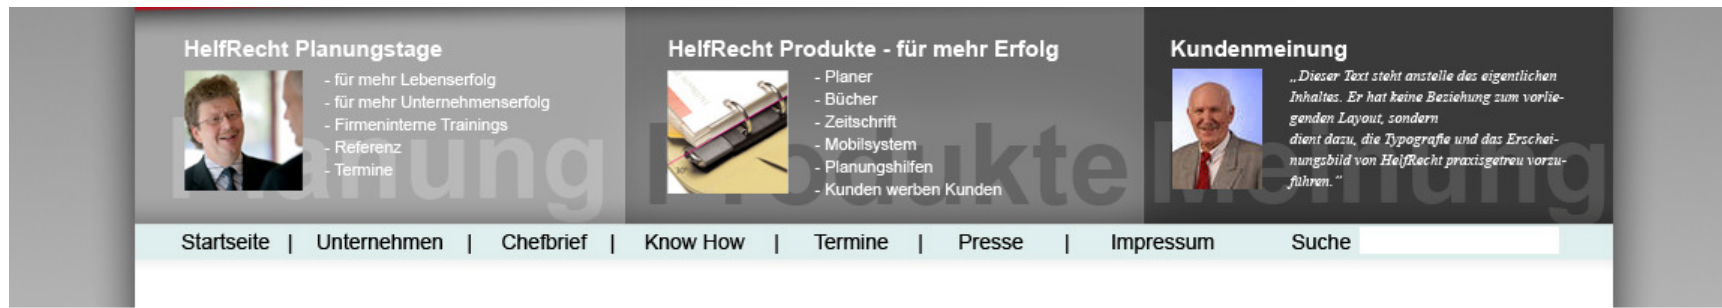 HelfRecht Planungstage
- für mehr Lebenserfolg
- für mehr Unternehmenserfolg
- Firmeninterne Trainings
- Referenz
- Termine
Planung
HelfRecht Produkte - für mehr Erfolg
- Planer
- Bücher
- Zeitschrift
- Mobilsystem
- Planungshilfen
- Kunden werben Kunden
Produkte
Kundenmeinung
„Dieser Text steht anstelle des eigentlichen
Inhaltes. Er hat keine Beziehung zum vorlie-
genden Layout, sondern
dient dazu, die Typografie und das Erschei-
nungsbild von HelfRecht praxisgetreu vorzu-
führen.“
Meinung
Startseite | Unternehmen | Chefbrief | Know How | Termine | Presse | Impressum Suche